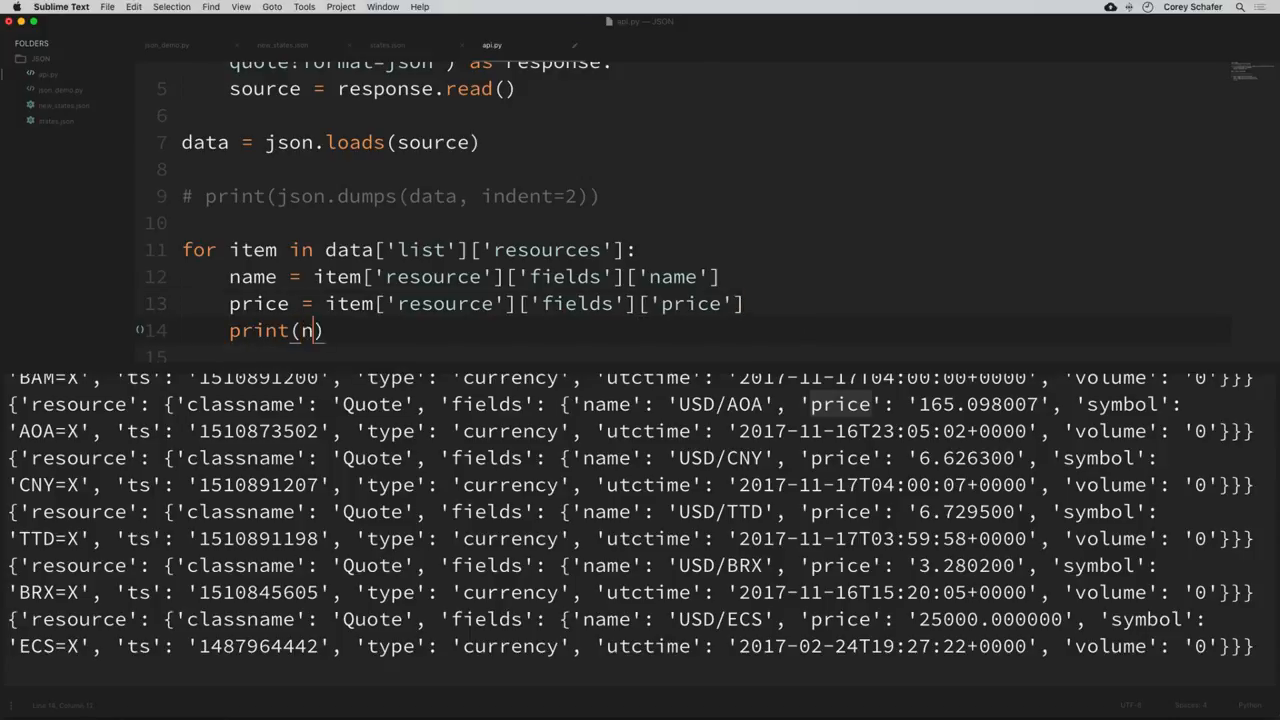 Sublime Text File Edit Selection Find View Goto Tools Project Window Help Corey Schafer
api.py —
FOLDERS
JSON
api.py
json_demo.py
new_states.json
states.json
json_demo.py new_states.json states.json api.py
quote?format=json") as response:
5 source = response.read()
6
7 data = json.loads(source)
8
9 # print(json.dumps(data, indent=2))
10
11 for item in data['list']['resources']:
12 name = item['resource']['fields']['name']
13 price = item['resource']['fields']['price']
14 print(n)
15
'BAM=X', 'ts': '1510891200', 'type': 'currency', 'utctime': '2017-11-17T04:00:00+0000', 'volume': '0'}}}
{'resource': {'classname': 'Quote', 'fields': {'name': 'USD/AOA', 'price': '165.098007', 'symbol':
'AOA=X', 'ts': '1510873502', 'type': 'currency', 'utctime': '2017-11-16T23:05:02+0000', 'volume': '0'}}}
{'resource': {'classname': 'Quote', 'fields': {'name': 'USD/CNY', 'price': '6.626300', 'symbol':
'CNY=X', 'ts': '1510891207', 'type': 'currency', 'utctime': '2017-11-17T04:00:07+0000', 'volume': '0'}}}
{'resource': {'classname': 'Quote', 'fields': {'name': 'USD/TTD', 'price': '6.729500', 'symbol':
'TTD=X', 'ts': '1510891198', 'type': 'currency', 'utctime': '2017-11-17T03:59:58+0000', 'volume': '0'}}}
{'resource': {'classname': 'Quote', 'fields': {'name': 'USD/BRX', 'price': '3.280200', 'symbol':
'BRX=X', 'ts': '1510845605', 'type': 'currency', 'utctime': '2017-11-16T15:20:05+0000', 'volume': '0'}}}
{'resource': {'classname': 'Quote', 'fields': {'name': 'USD/ECS', 'price': '25000.000000', 'symbol':
'ECS=X', 'ts': '1487964442', 'type': 'currency', 'utctime': '2017-02-24T19:27:22+0000', 'volume': '0'}}}
UTF-8 Python